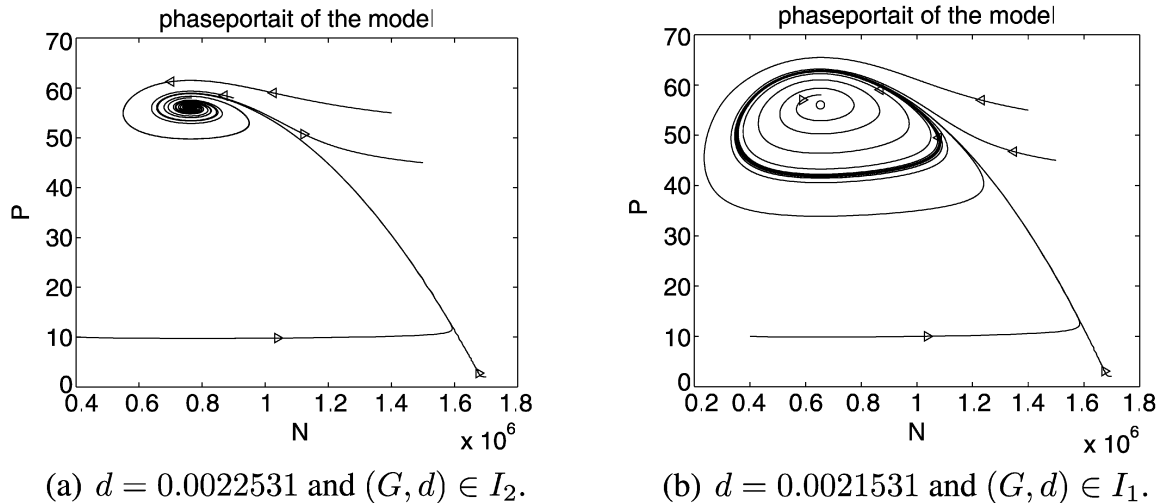 phaseportait of the model
70
60
50
40
30
20
10
0
P
0.4 0.6 0.8 1 1.2 1.4 1.6 1.8
N
x 10^6
(a) d = 0.0022531 and (G, d) ∈ I_2.
phaseportait of the model
70
60
50
40
30
20
10
0
P
0.2 0.4 0.6 0.8 1 1.2 1.4 1.6 1.8
N
x 10^6
(b) d = 0.0021531 and (G, d) ∈ I_1.